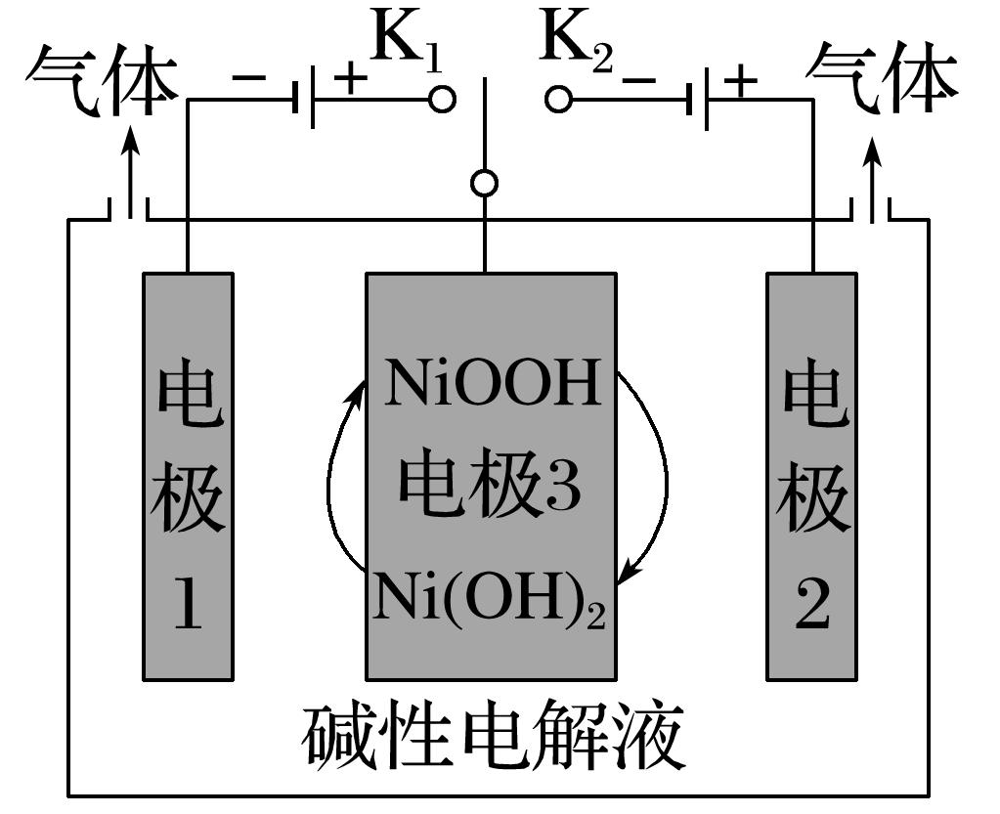 K₁ K₂
气体 − + − + 气体
电极1
NiOOH
电极3
Ni(OH)₂
电极2
碱性电解液